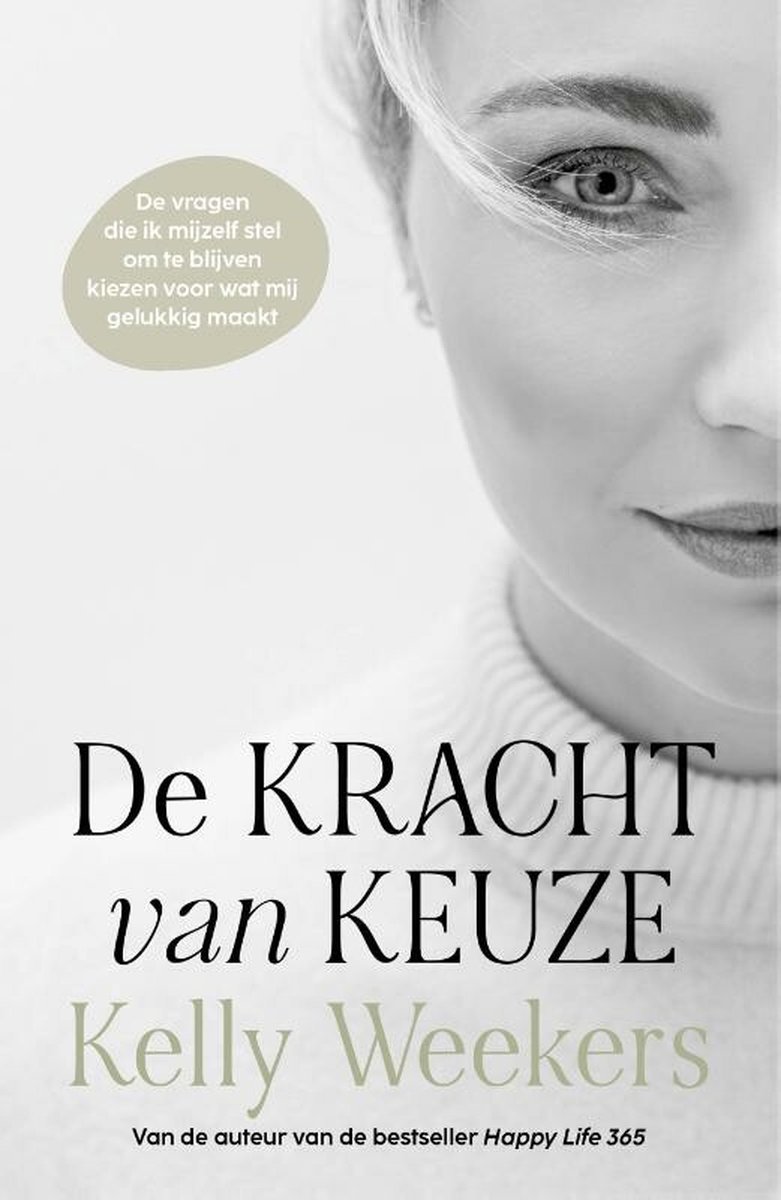 De vragen
die ik mijzelf stel
om te blijven
kiezen voor wat mij
gelukkig maakt
De KRACHT
van KEUZE
Kelly Weekers
Van de auteur van de bestseller Happy Life 365